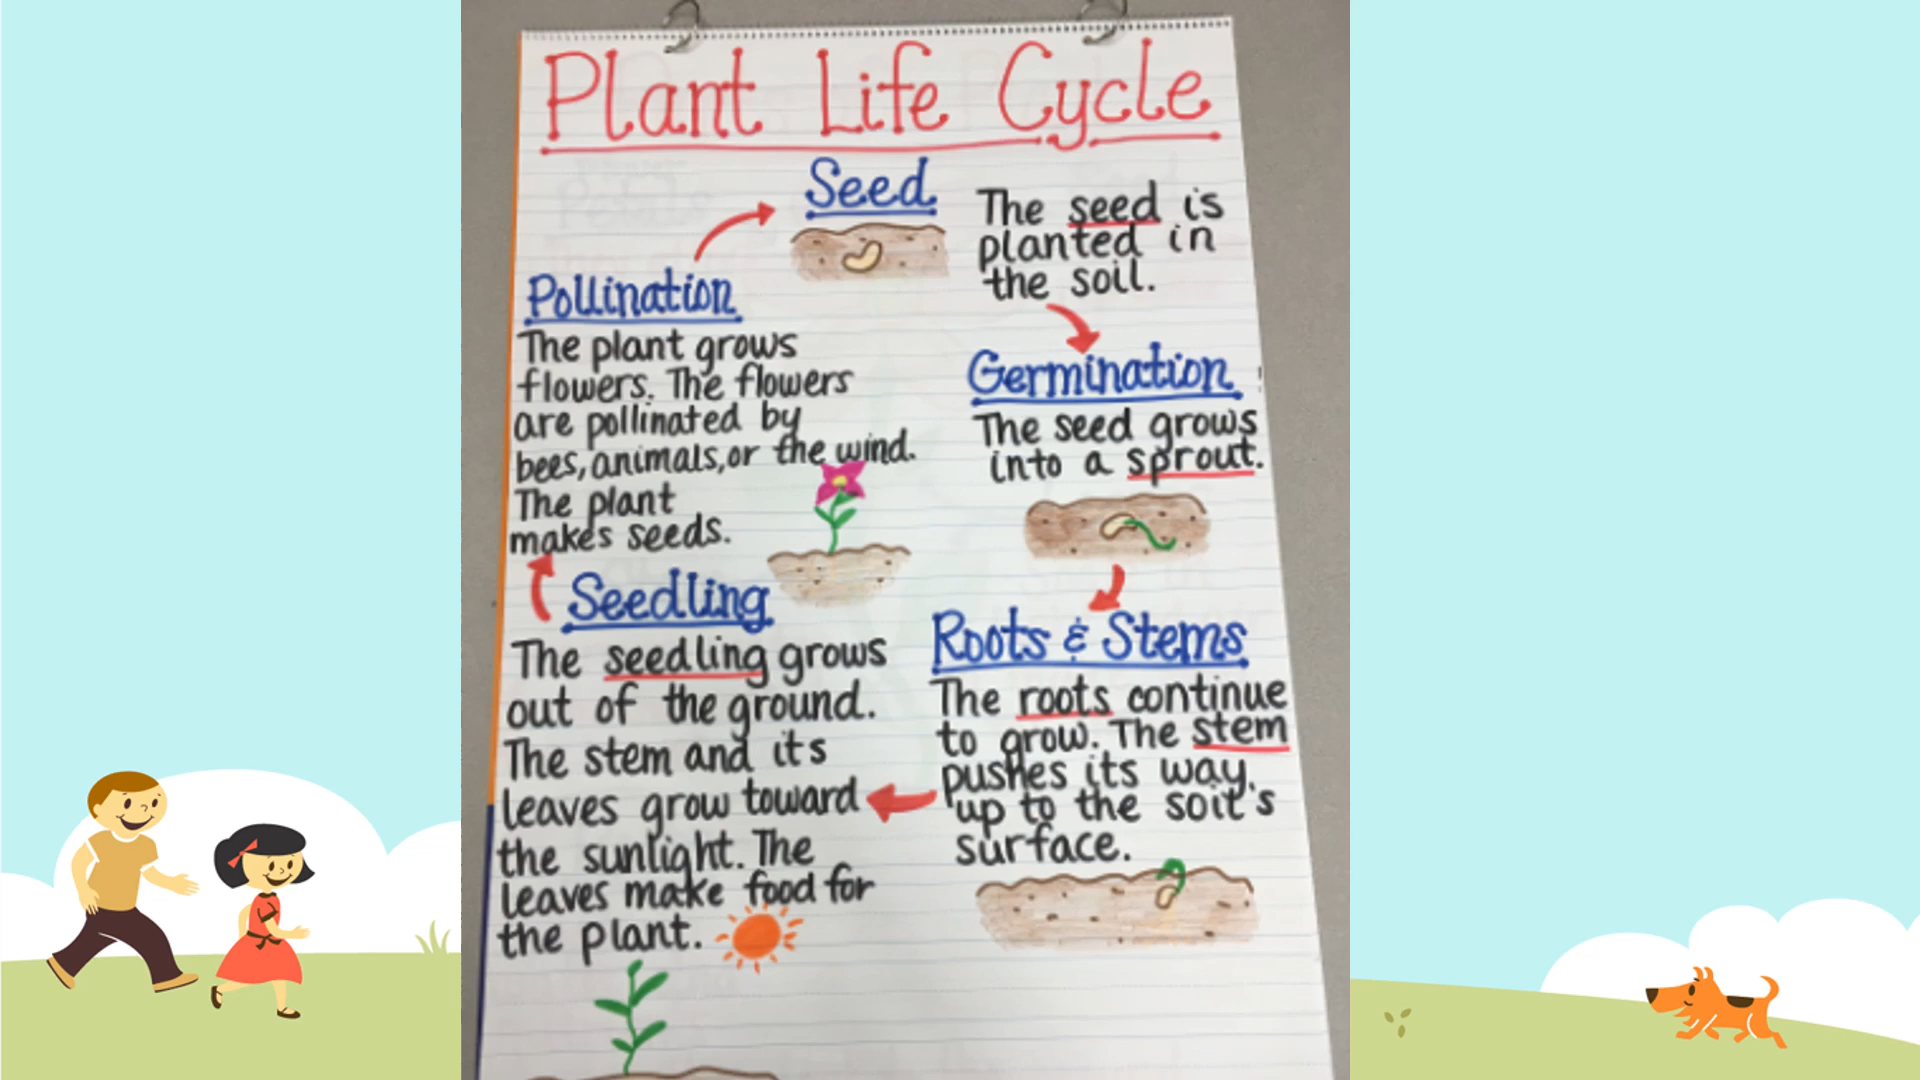 Plant Life Cycle
Seed
The seed is
planted in
the soil.
Germination
The seed grows
into a sprout.
Roots & Stems
The roots continue
to grow. The stem
pushes its way
up to the soil's
surface.
Seedling
The seedling grows
out of the ground.
The stem and it's
leaves grow toward
the sunlight. The
leaves make food for
the plant.
Pollination
The plant grows
flowers. The flowers
are pollinated by
bees, animals, or the wind.
The plant
makes seeds.